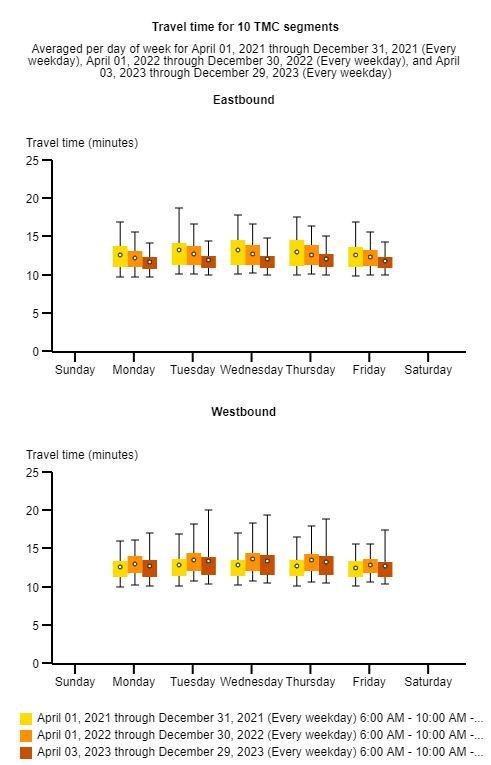 Travel time for 10 TMC segments
Averaged per day of week for April 01, 2021 through December 31, 2021 (Every
weekday), April 01, 2022 through December 30, 2022 (Every weekday), and April
03, 2023 through December 29, 2023 (Every weekday)
Eastbound
Travel time (minutes)
25
20
15
10
5
0
Sunday Monday Tuesday Wednesday Thursday Friday Saturday
Westbound
Travel time (minutes)
25
20
15
10
5
0
Sunday Monday Tuesday Wednesday Thursday Friday Saturday
April 01, 2021 through December 31, 2021 (Every weekday) 6:00 AM - 10:00 AM -...
April 01, 2022 through December 30, 2022 (Every weekday) 6:00 AM - 10:00 AM -...
April 03, 2023 through December 29, 2023 (Every weekday) 6:00 AM - 10:00 AM -...